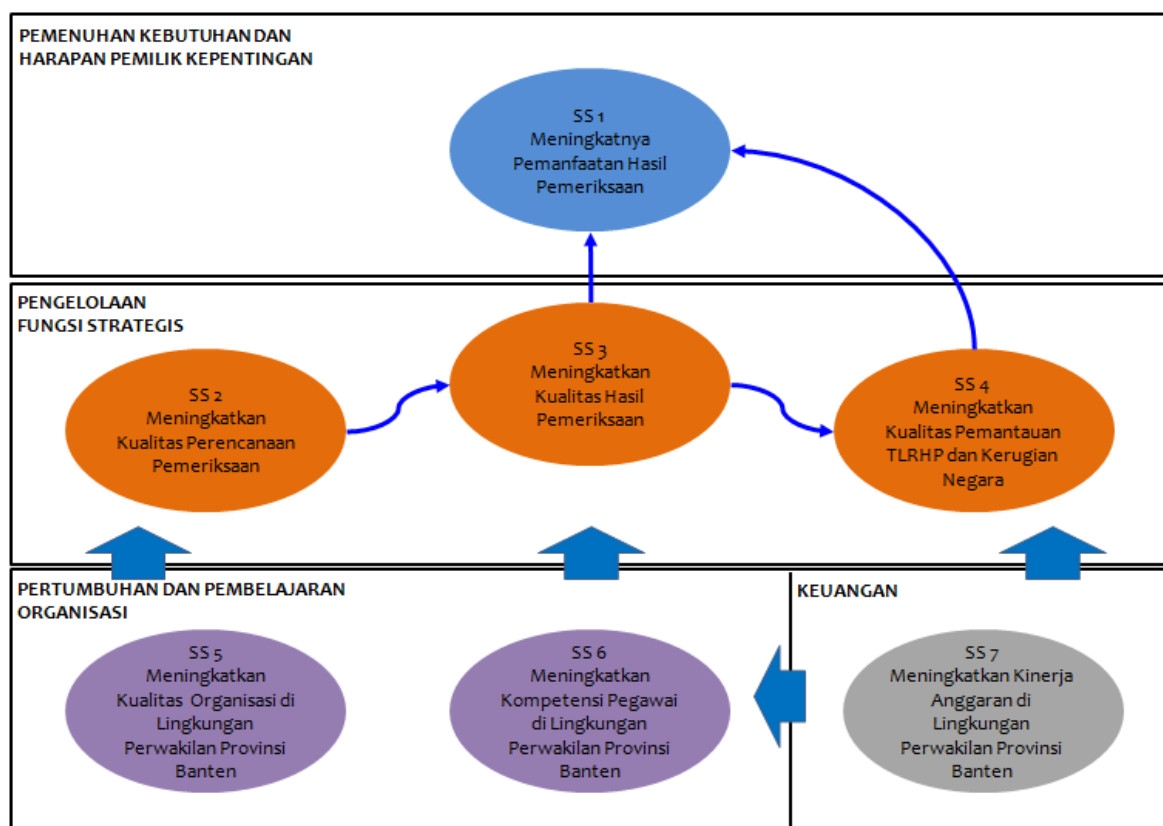 PEMENUHAN KEBUTUHAN DAN
HARAPAN PEMILIK KEPENTINGAN
SS 1
Meningkatnya
Pemanfaatan Hasil
Pemeriksaan
PENGELOLAAN
FUNGSI STRATEGIS
SS 2
Meningkatkan
Kualitas Perencanaan
Pemeriksaan
SS 3
Meningkatkan
Kualitas Hasil
Pemeriksaan
SS 4
Meningkatkan
Kualitas Pemantauan
TLRHP dan Kerugian
Negara
PERTUMBUHAN DAN PEMBELAJARAN
ORGANISASI
SS 5
Meningkatkan
Kualitas Organisasi di
Lingkungan
Perwakilan Provinsi
Banten
SS 6
Meningkatkan
Kompetensi Pegawai
di Lingkungan
Perwakilan Provinsi
Banten
KEUANGAN
SS 7
Meningkatkan Kinerja
Anggaran di
Lingkungan
Perwakilan Provinsi
Banten